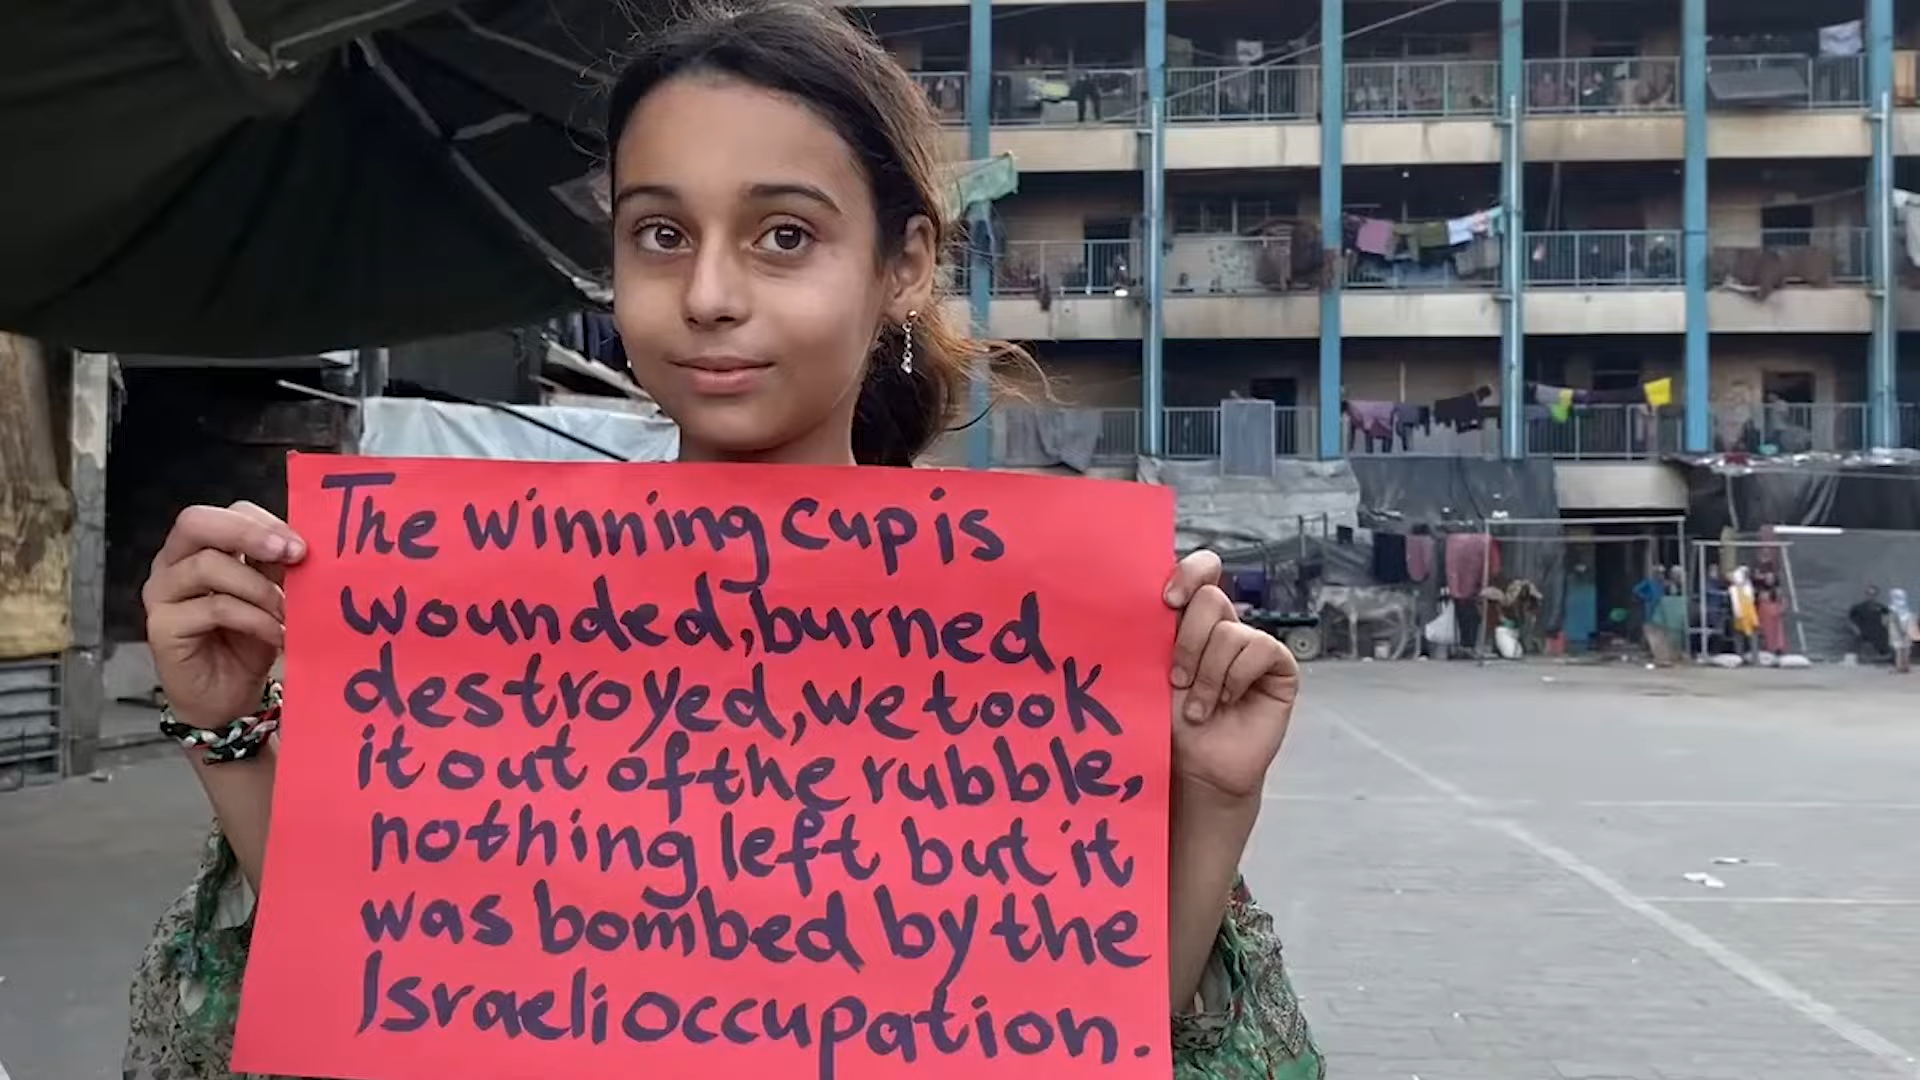 The winning cup is
wounded, burned
destroyed, we took
it out of the rubble,
nothing left but it
was bombed by the
Israeli occupation.